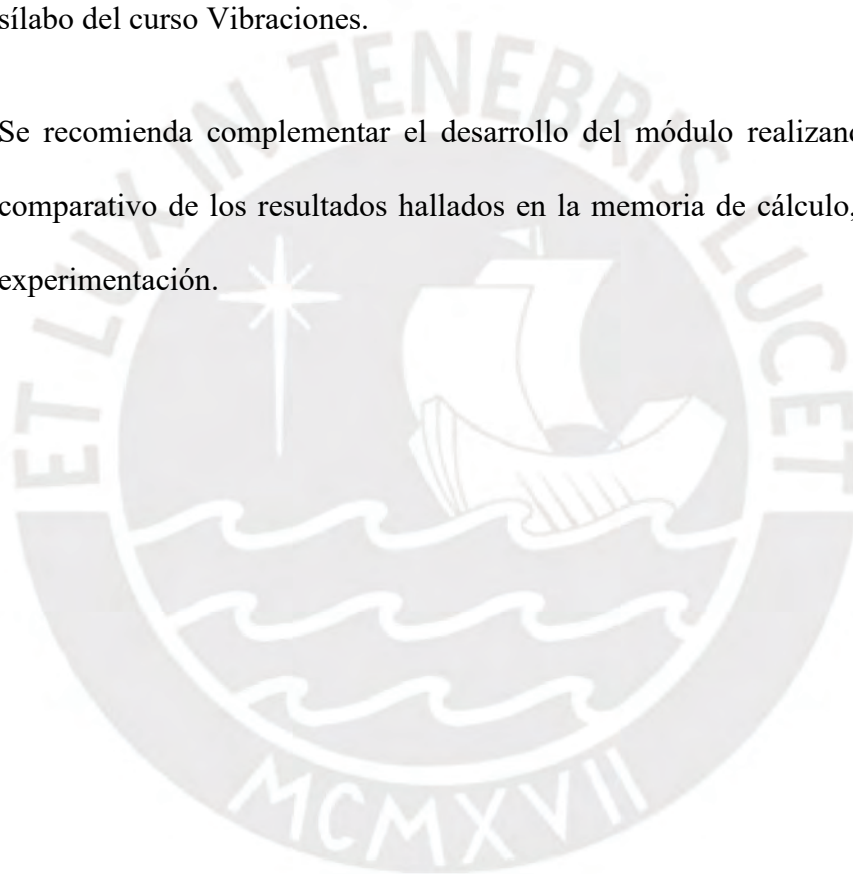 sílabo del curso Vibraciones.
Se recomienda complementar el desarrollo del módulo
comparativo de los resultados hallados en la memoria de cálculo,
experimentación.
ET LUX IN TENEBRIS LUCET
MCMXVII